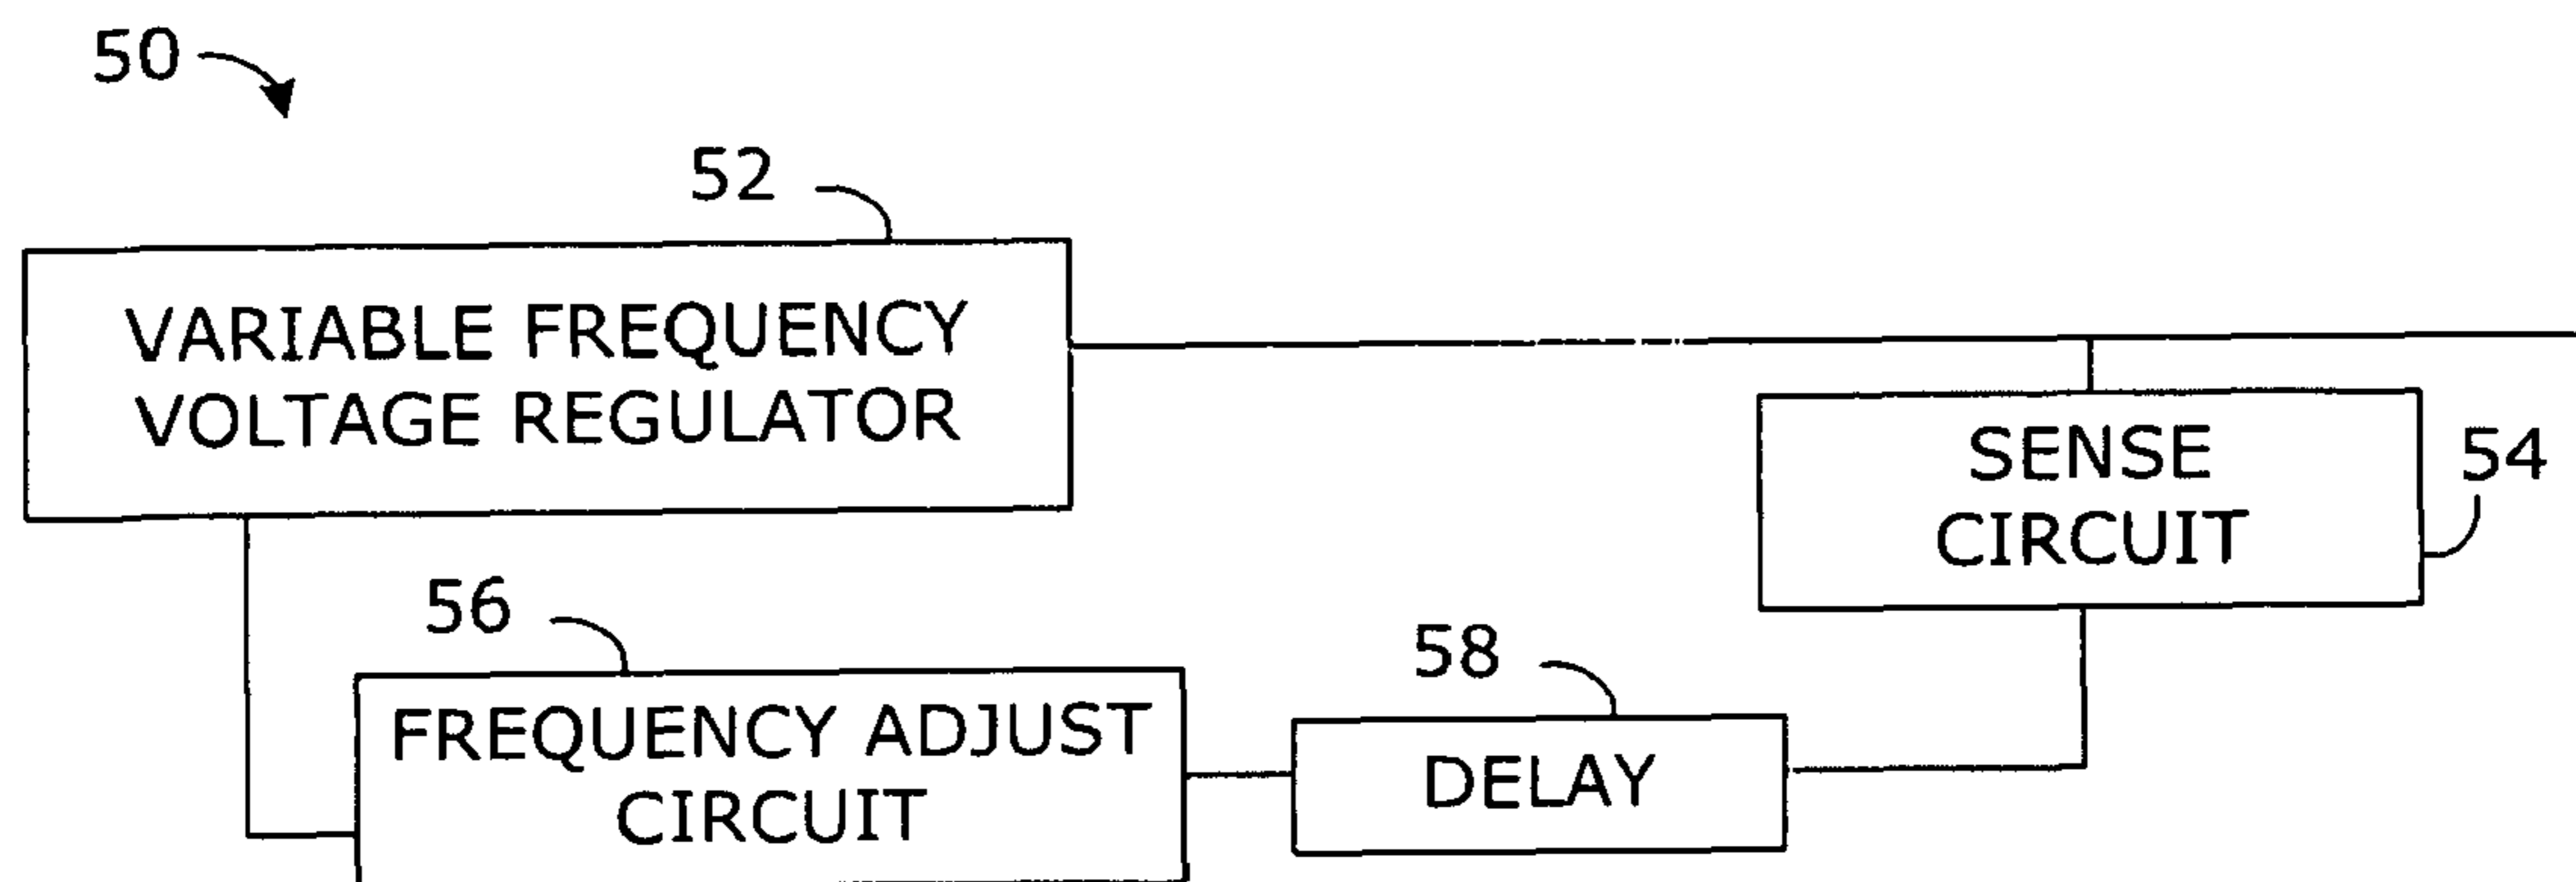 50
52
VARIABLE FREQUENCY
VOLTAGE REGULATOR
SENSE
CIRCUIT
54
56
FREQUENCY ADJUST
CIRCUIT
58
DELAY